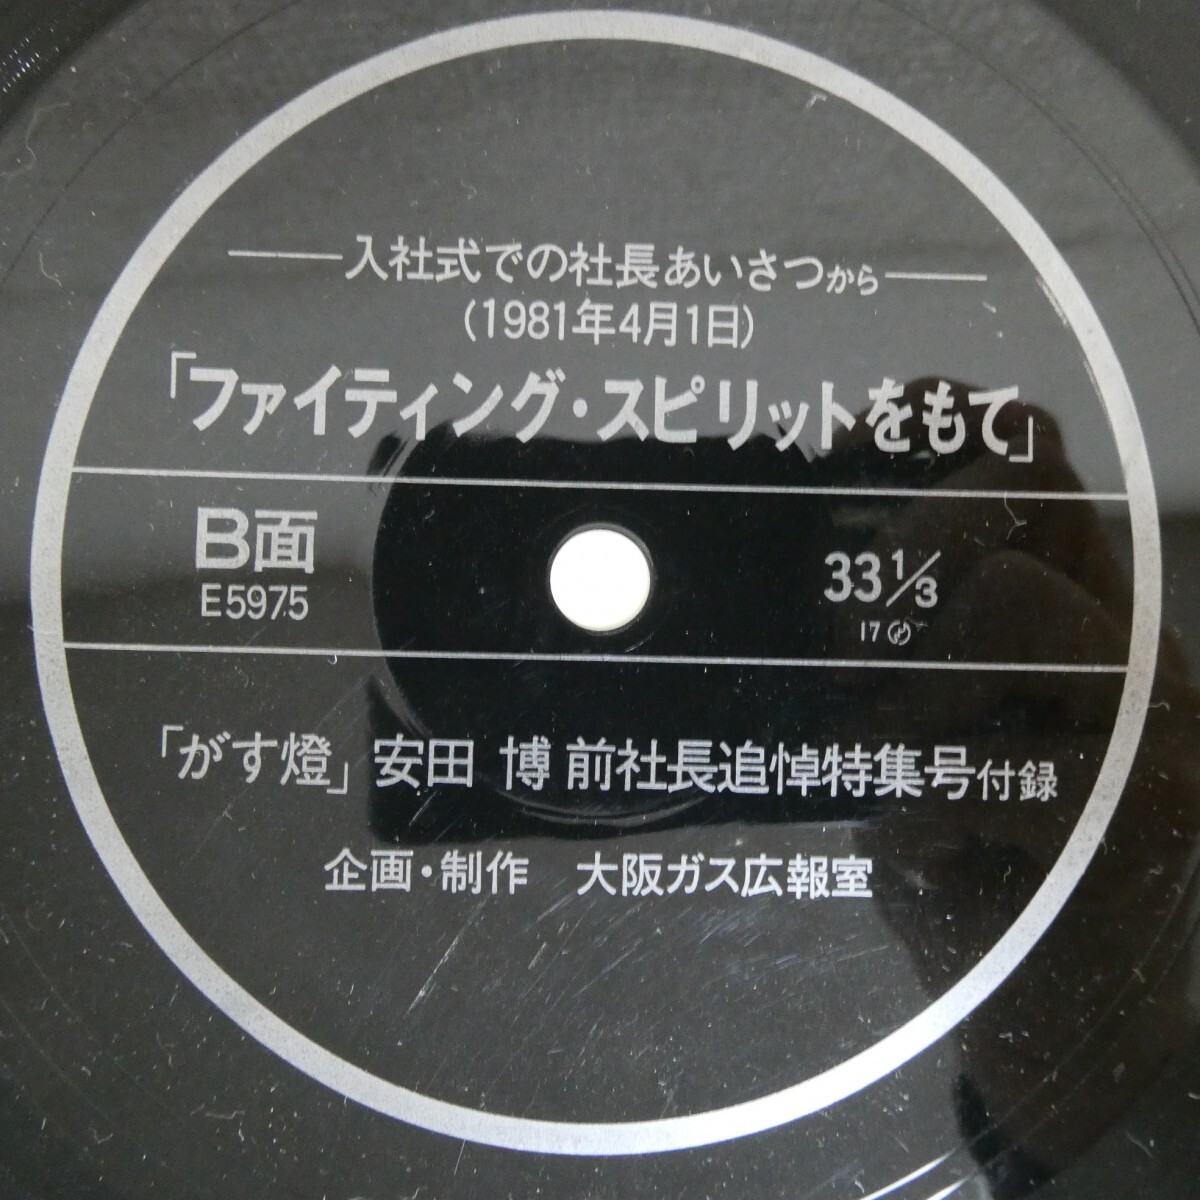 入社式での社長あいさつから
(1981年4月1日)
「ファイティング・スピリットをもて」
B面
E5975
33 1/3
17
「がす燈」安田 博 前社長追悼特集号付録
企画・制作 大阪ガス広報室